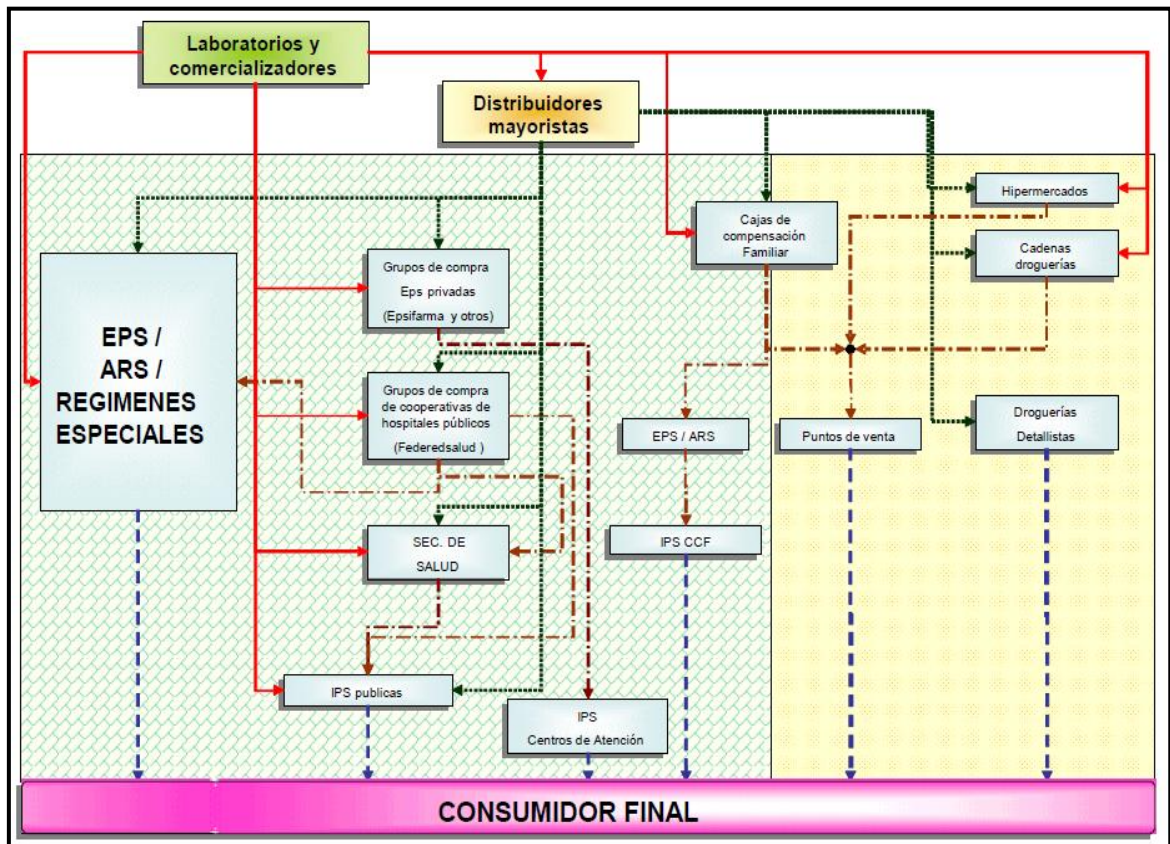 Laboratorios y
comercializadores
Distribuidores
mayoristas
Hipermercados
Cajas de
compensación
Familiar
Cadenas
droguerías
Grupos de compra
Eps privadas
(Epsifarma y otros)
EPS /
ARS /
REGIMENES
ESPECIALES
Grupos de compra
de cooperativas de
hospitales públicos
(Federedsalud )
EPS / ARS
Puntos de venta
Droguerías
Detallistas
SEC. DE
SALUD
IPS CCF
IPS publicas
IPS
Centros de Atención
CONSUMIDOR FINAL